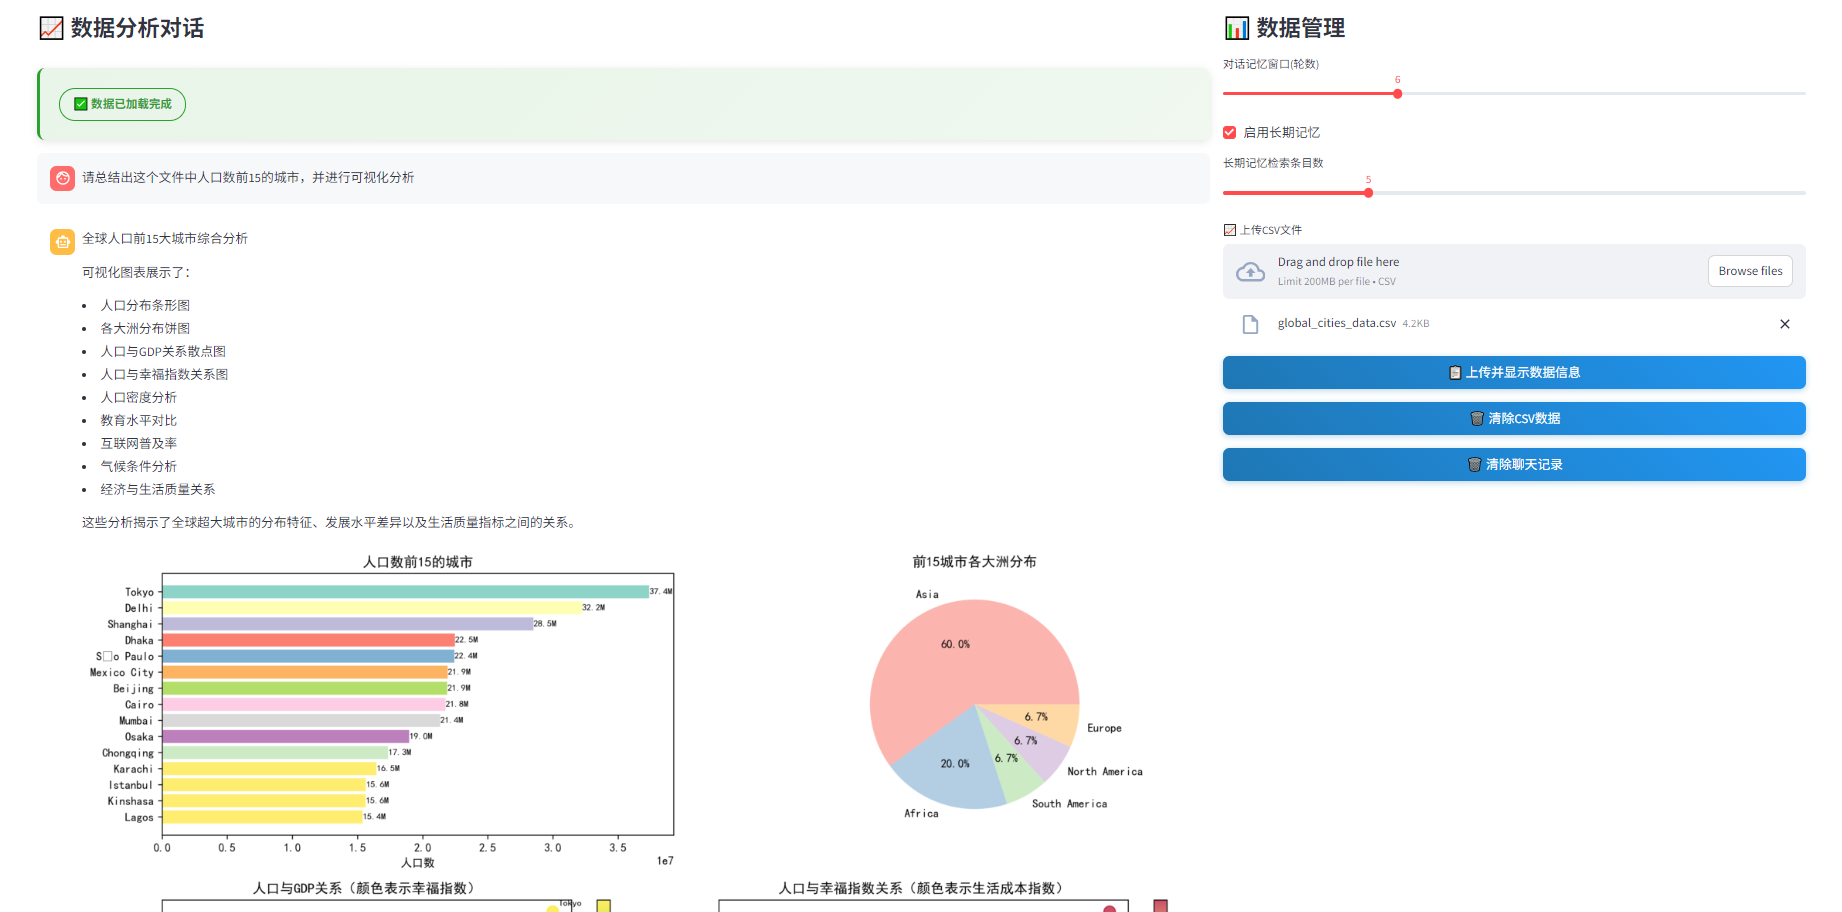 数据分析对话
数据已加载完成
请总结出这个文件中人口数前15的城市，并进行可视化分析
全球人口前15大城市综合分析
可视化图表展示了：
人口分布条形图
各大洲分布饼图
人口与GDP关系散点图
人口与幸福指数关系图
人口密度分析
教育水平对比
互联网普及率
气候条件分析
经济与生活质量关系
这些分析揭示了全球超大城市的分布特征、发展水平差异以及生活质量指标之间的关系。
人口数前15的城市
Tokyo 37.4M
Delhi 32.2M
Shanghai 28.5M
Dhaka 22.5M
S□o Paulo 22.4M
Mexico City 21.9M
Beijing 21.9M
Cairo 21.8M
Mumbai 21.4M
Osaka 19.0M
Chongqing 17.3M
Karachi 16.5M
Istanbul 15.6M
Kinshasa 15.6M
Lagos 15.4M
0.0 0.5 1.0 1.5 2.0 2.5 3.0 3.5
1e7
人口数
前15城市各大洲分布
Asia
60.0%
6.7%
Europe
6.7%
North America
6.7%
South America
20.0%
Africa
人口与GDP关系（颜色表示幸福指数）
Tokyo
人口与幸福指数关系（颜色表示生活成本指数）
数据管理
对话记忆窗口(轮数)
6
启用长期记忆
长期记忆检索条目数
5
上传CSV文件
Drag and drop file here
Limit 200MB per file • CSV
Browse files
global_cities_data.csv 4.2KB
上传并显示数据信息
清除CSV数据
清除聊天记录